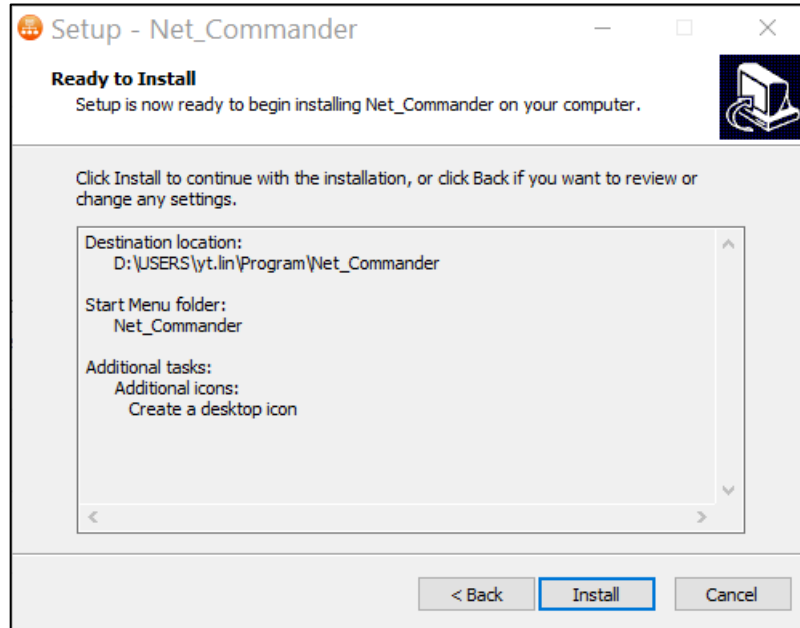 Setup - Net_Commander
Ready to Install
Setup is now ready to begin installing Net_Commander on your computer.
Click Install to continue with the installation, or click Back if you want to review or
change any settings.
Destination location:
D:\USERS\yt.lin\Program\Net_Commander
Start Menu folder:
Net_Commander
Additional tasks:
Additional icons:
Create a desktop icon
< Back
Install
Cancel